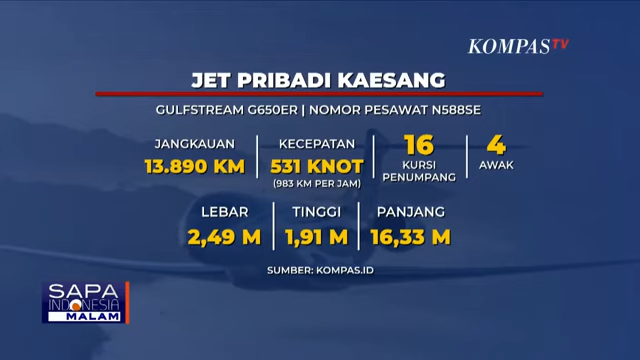 KOMPASTV
JET PRIBADI KAESANG
GULFSTREAM G650ER | NOMOR PESAWAT N588SE
JANGKAUAN
13.890 KM
KECEPATAN
531 KNOT
(983 KM PER JAM)
16
KURSI
PENUMPANG
4
AWAK
LEBAR
2,49 M
TINGGI
1,91 M
PANJANG
16,33 M
SUMBER: KOMPAS.ID
SAPA
INDONESIA
MALAM